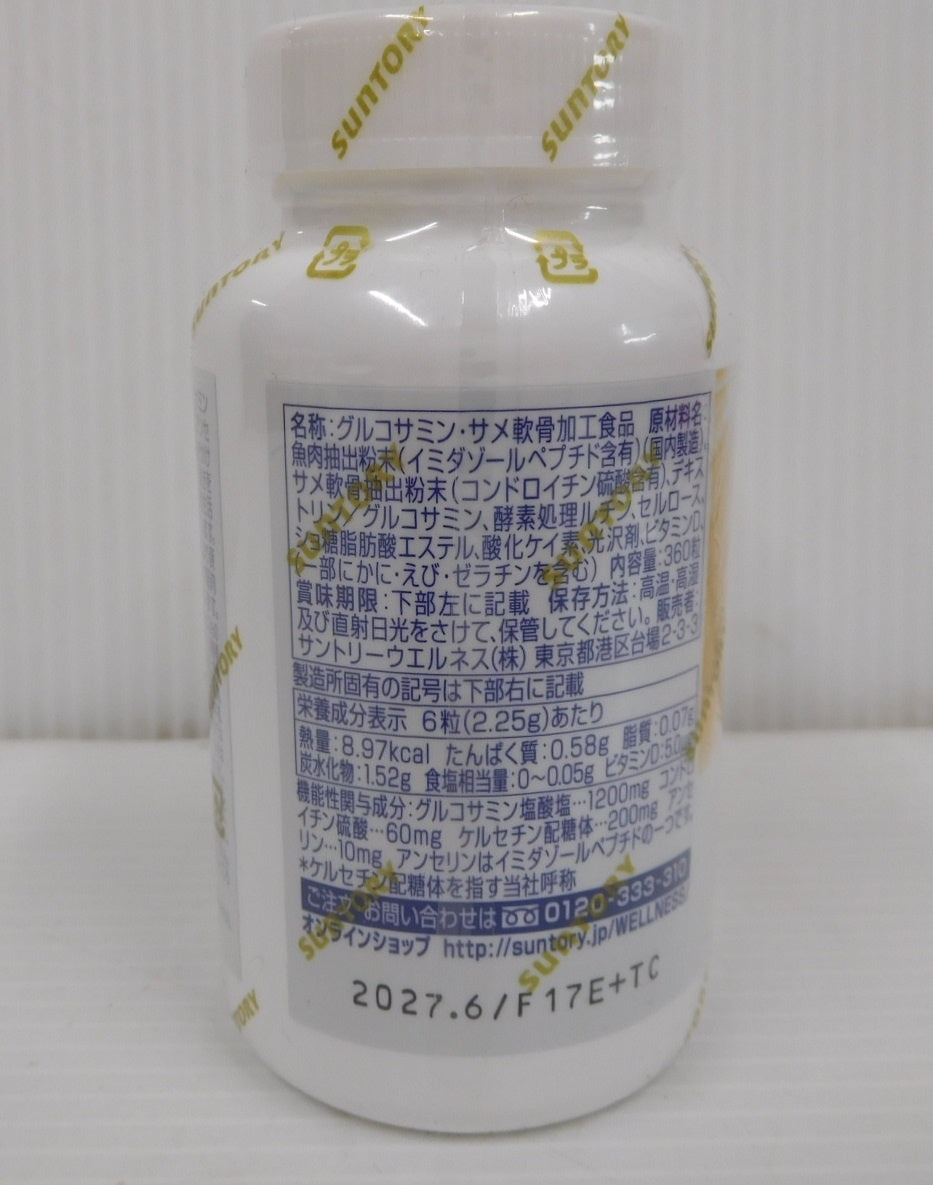 SUNTORY SUNTORY
プラ プラ
SUNTORY
名称:グルコサミン・サメ軟骨加工食品 原材料名:
魚肉抽出粉末(イミダゾールペプチド含有)(国内製造)、
サメ軟骨抽出粉末(コンドロイチン硫酸含有)、デキス
トリン/グルコサミン、酵素処理ルチン、セルロース、
ショ糖脂肪酸エステル、酸化ケイ素、光沢剤、ビタミンD、
(一部にかに・えび・ゼラチンを含む) 内容量:360粒
賞味期限:下部左に記載 保存方法:高温・高湿
及び直射日光をさけて、保管してください。 販売者:
サントリーウエルネス(株) 東京都港区台場2-3-3
製造所固有の記号は下部右に記載
栄養成分表示 6粒(2.25g)あたり
熱量:8.97kcal たんぱく質:0.58g 脂質:0.07g
炭水化物:1.52g 食塩相当量:0〜0.05g ビタミンD:5.0
機能性関与成分:グルコサミン塩酸塩…1200mg コンドロ
イチン硫酸…60mg ケルセチン配糖体…200mg アンセ
リン…10mg アンセリンはイミダゾールペプチドの一つです。
*ケルセチン配糖体を指す当社呼称
ご注文・お問い合わせは 0120-333-310
オンラインショップ http://suntory.jp/WELLNESS/
2027.6/F17E+TC
SUNTORY SUNTORY
SUNTORY SUNTORY